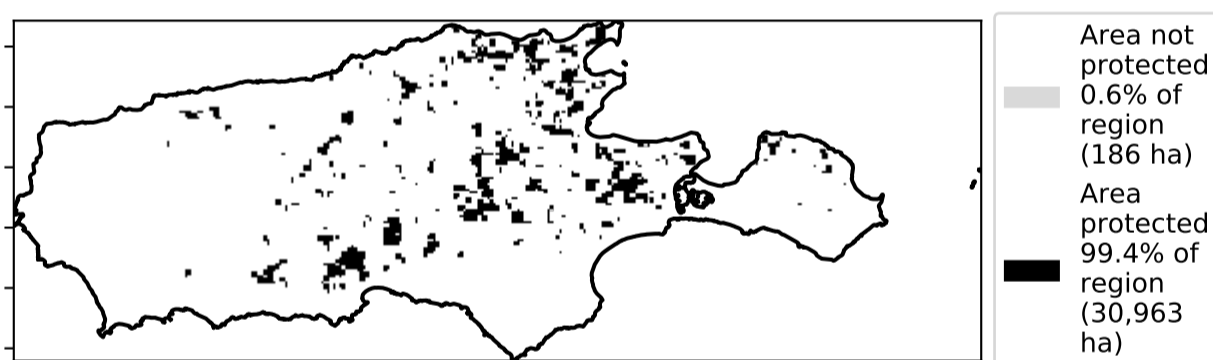 Area not
protected
0.6% of
region
(186 ha)
Area
protected
99.4% of
region
(30,963
ha)